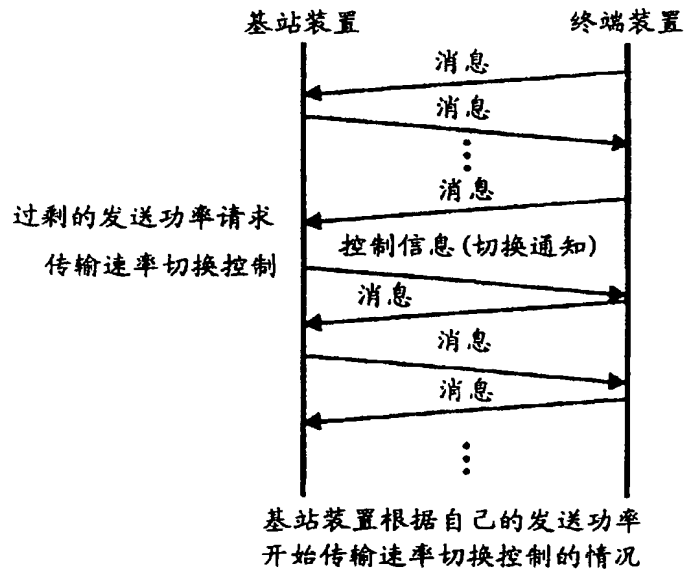 基站装置
终端装置
消息
消息
消息
过剩的发送功率请求
传输速率切换控制
控制信息(切换通知)
消息
消息
消息
基站装置根据自己的发送功率
开始传输速率切换控制的情况